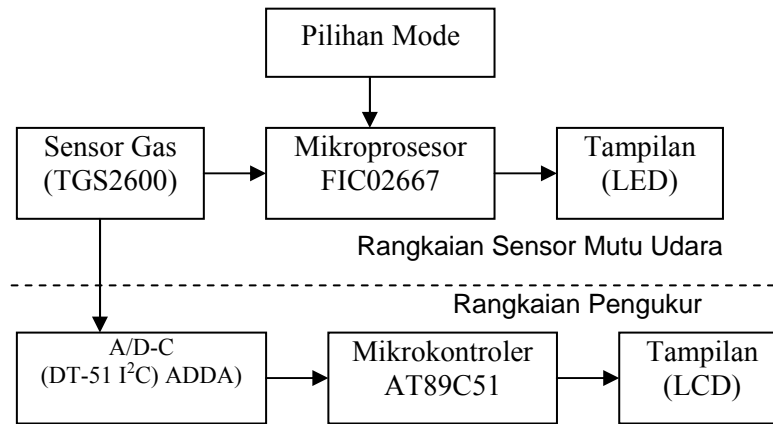 Pilihan Mode
Sensor Gas
(TGS2600)
Mikroprosesor
FIC02667
Tampilan
(LED)
Rangkaian Sensor Mutu Udara
Rangkaian Pengukur
A/D-C
(DT-51 I²C) ADDA)
Mikrokontroler
AT89C51
Tampilan
(LCD)